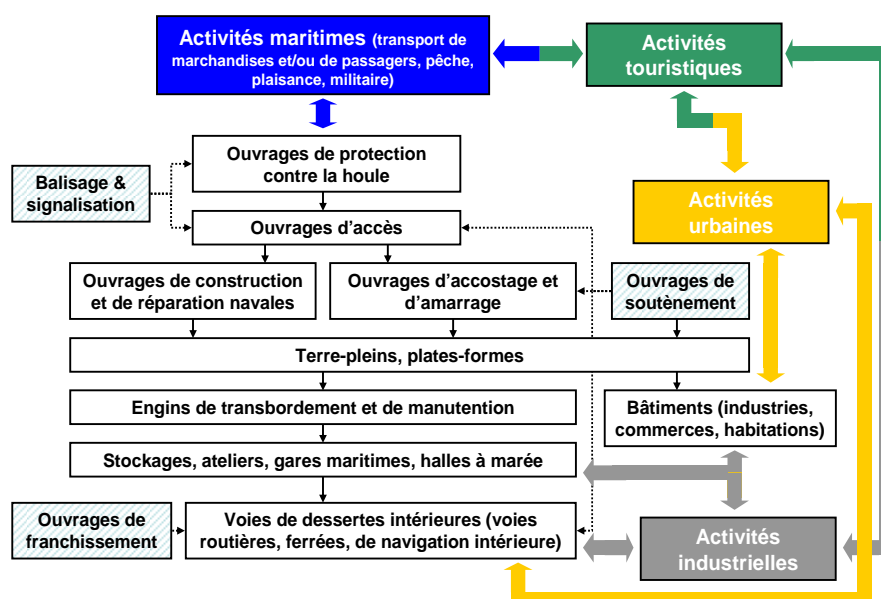 Activités maritimes (transport de
marchandises et/ou de passagers, pêche,
plaisance, militaire)
Activités
touristiques
Ouvrages de protection
contre la houle
Balisage &
signalisation
Activités
urbaines
Ouvrages d'accès
Ouvrages de construction
et de réparation navales
Ouvrages d'accostage et
d'amarrage
Ouvrages de
soutènement
Terre-pleins, plates-formes
Engins de transbordement et de manutention
Bâtiments (industries,
commerces, habitations)
Stockages, ateliers, gares maritimes, halles à marée
Ouvrages de
franchissement
Voies de dessertes intérieures (voies
routières, ferrées, de navigation intérieure)
Activités
industrielles